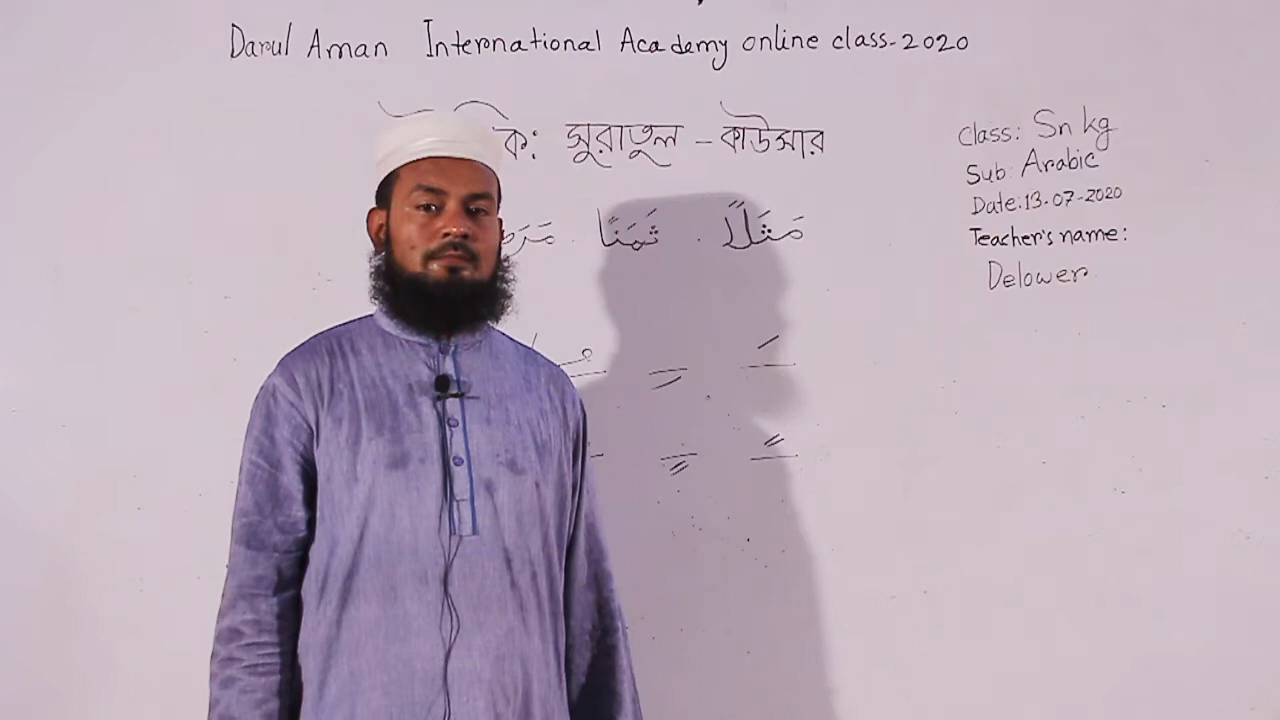 Darul Aman International Academy online class-2020
ক: সুরাতুল - কাউসার
Class: Sn kg
Sub: Arabic
Date: 13-07-2020
Teacher's name:
Delower
مَثَلًا . ثَمَنًا .